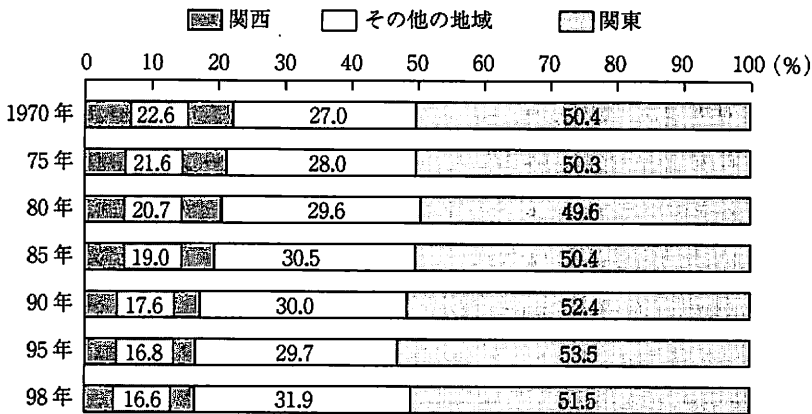 関西 その他の地域 関東
0 10 20 30 40 50 60 70 80 90 100 (%)
1970年 22.6 27.0 50.4
75年 21.6 28.0 50.3
80年 20.7 29.6 49.6
85年 19.0 30.5 50.4
90年 17.6 30.0 52.4
95年 16.8 29.7 53.5
98年 16.6 31.9 51.5